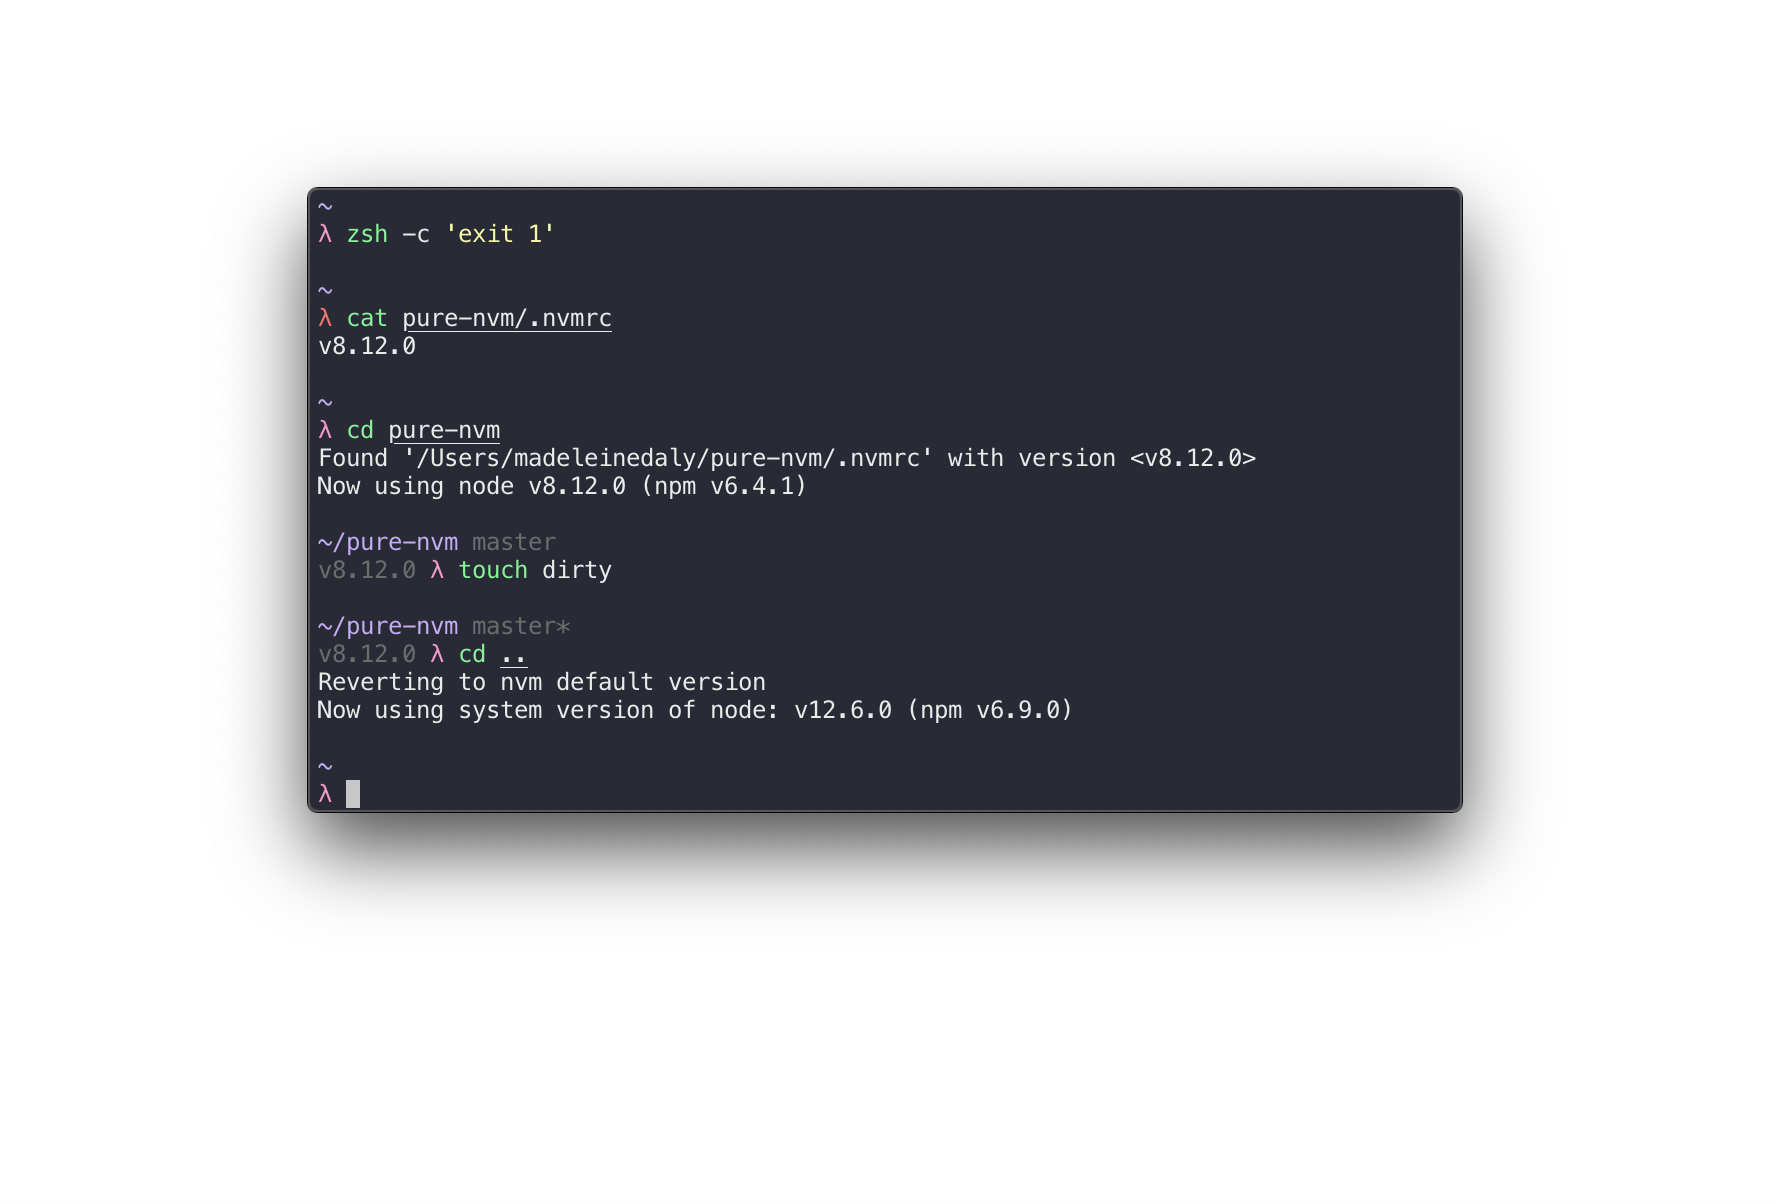 ~
λ zsh -c 'exit 1'
~
λ cat pure-nvm/.nvmrc
v8.12.0
~
λ cd pure-nvm
Found '/Users/madeleinedaly/pure-nvm/.nvmrc' with version <v8.12.0>
Now using node v8.12.0 (npm v6.4.1)
~/pure-nvm master
v8.12.0 λ touch dirty
~/pure-nvm master*
v8.12.0 λ cd ..
Reverting to nvm default version
Now using system version of node: v12.6.0 (npm v6.9.0)
~
λ